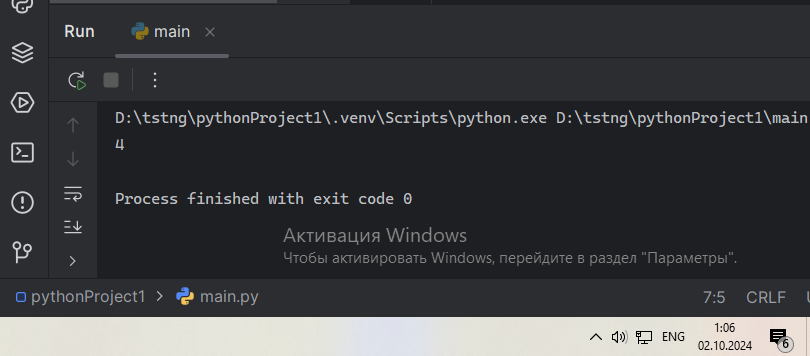 Run main
D:\tstng\pythonProject1\.venv\Scripts\python.exe D:\tstng\pythonProject1\main
4
Process finished with exit code 0
Активация Windows
Чтобы активировать Windows, перейдите в раздел "Параметры".
pythonProject1 > main.py 7:5 CRLF
ENG 1:06
02.10.2024 6